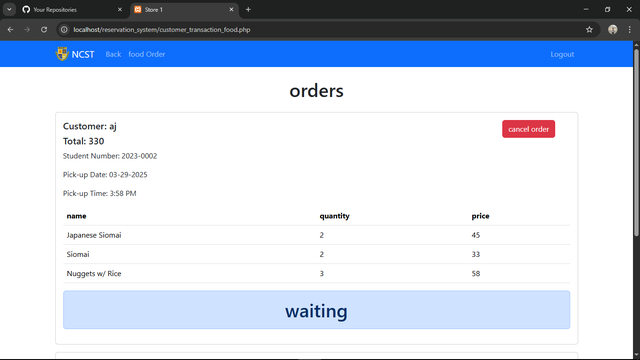 Your Repositories
Store 1
localhost/reservation_system/customer_transaction_food.php
NCST Back food Order Logout
orders
Customer: aj
cancel order
Total: 330
Student Number: 2023-0002
Pick-up Date: 03-29-2025
Pick-up Time: 3:58 PM
name quantity price
Japanese Siomai 2 45
Siomai 2 33
Nuggets w/ Rice 3 58
waiting